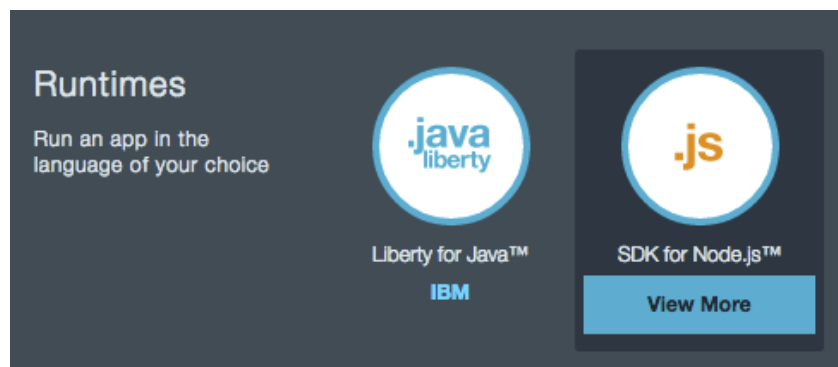 Runtimes
Run an app in the
language of your choice
.java
liberty
Liberty for Java™
IBM
.js
SDK for Node.js™
View More